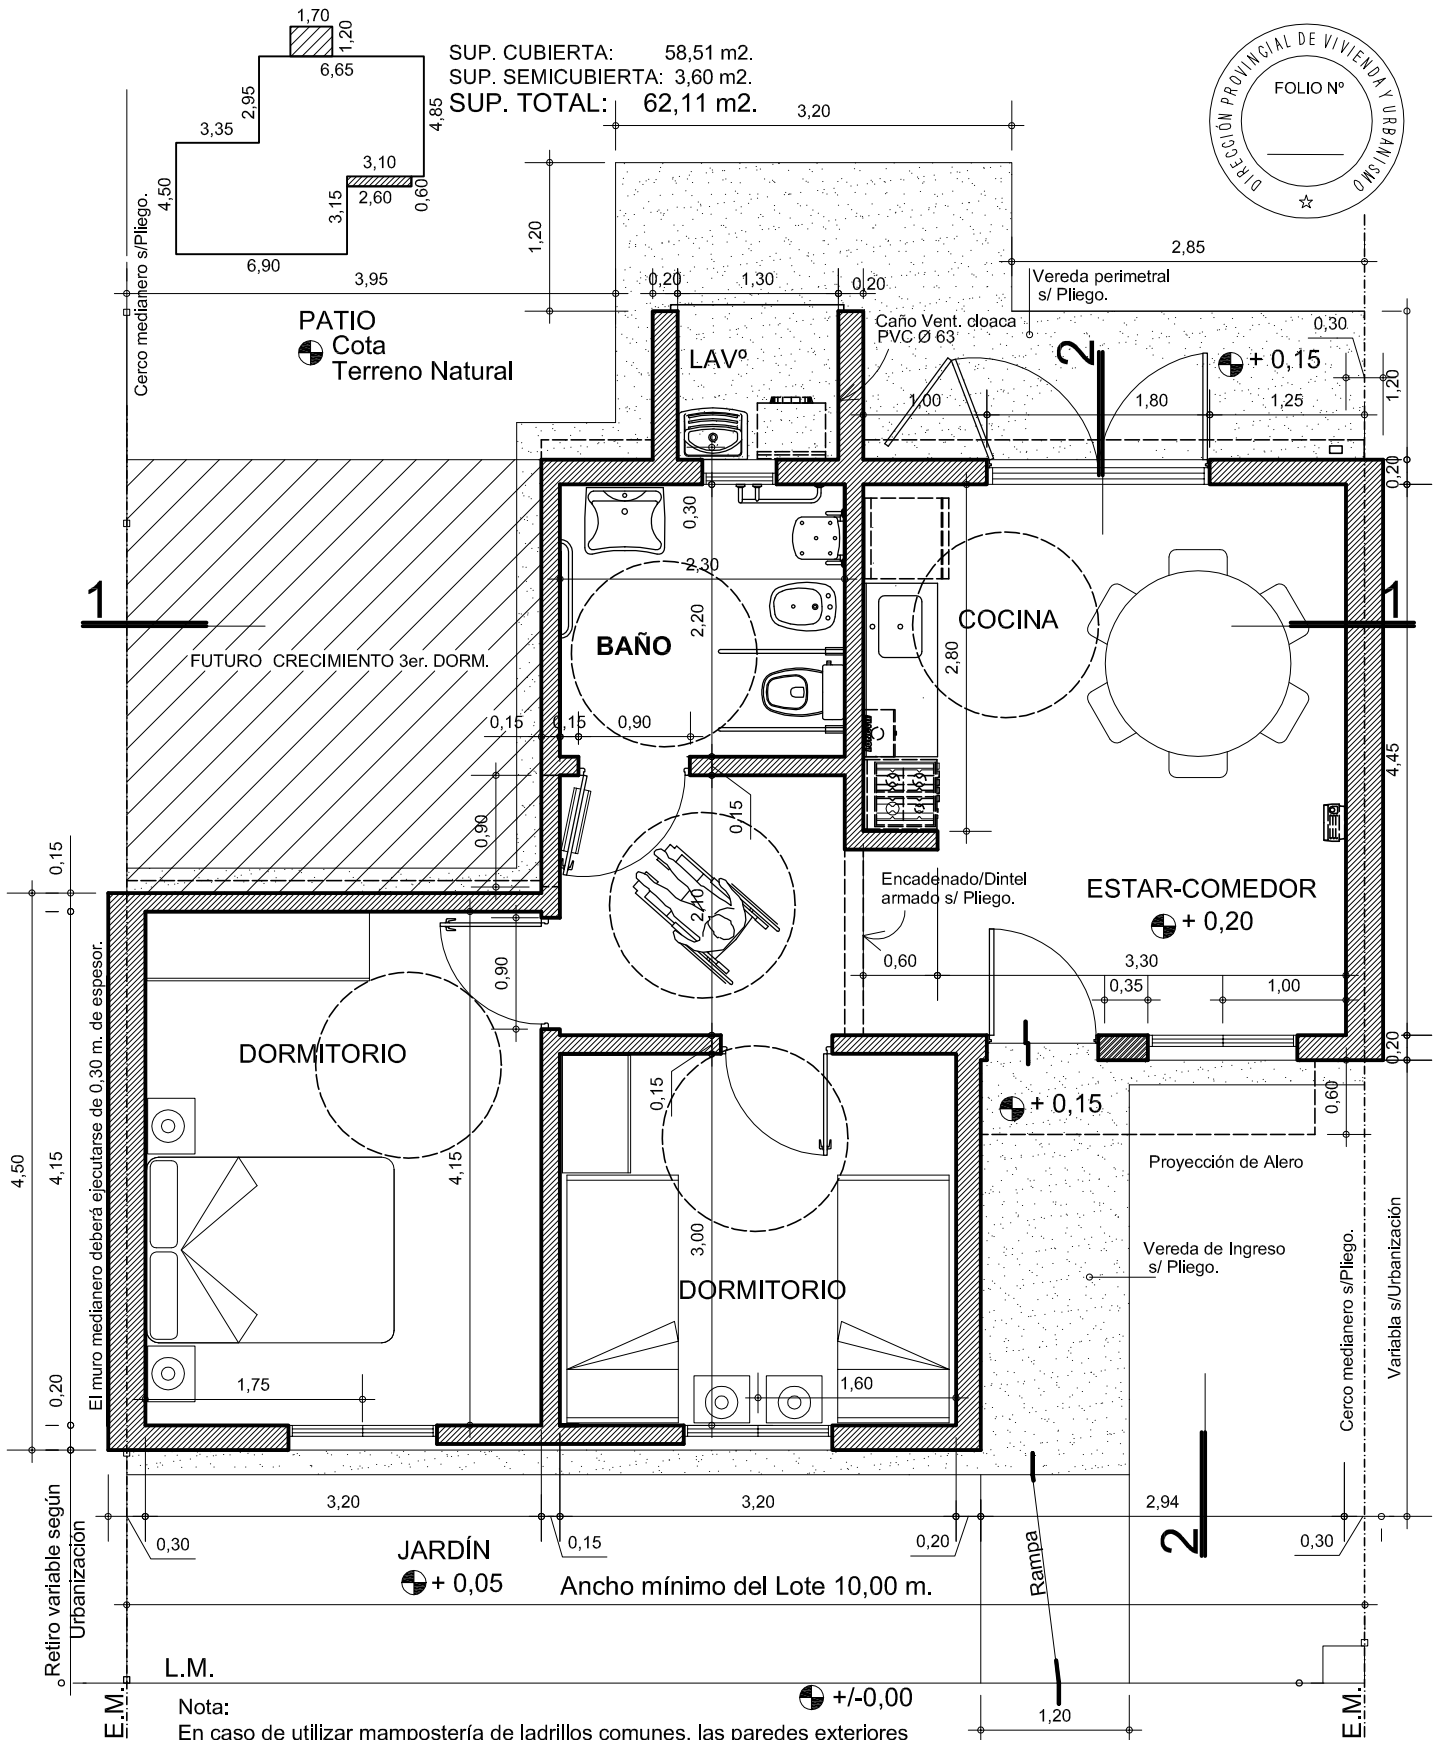 1,70
1,20
6,65
2,95
4,85
3,35
3,10
4,50
3,15
2,60
0,60
6,90
SUP. CUBIERTA: 58,51 m2.
SUP. SEMICUBIERTA: 3,60 m2.
SUP. TOTAL: 62,11 m2.
DIRECCIÓN PROVINCIAL DE VIVIENDA Y URBANISMO
FOLIO Nº
3,20
Cerco medianero s/Pliego.
1,20
3,95
0,20
1,30
0,20
2,85
Vereda perimetral
s/ Pliego.
PATIO
Cota
Terreno Natural
LAVº
Caño Vent. cloaca
PVC Ø 63
2
+ 0,15
0,30
1,20
1,00
1,80
1,25
0,20
0,30
2,30
1
2,20
BAÑO
COCINA
2,80
1
FUTURO CRECIMIENTO 3er. DORM.
0,15
0,15
0,90
4,45
0,90
0,15
0,15
Encadenado/Dintel
armado s/ Pliego.
ESTAR-COMEDOR
+ 0,20
2,10
0,90
0,60
3,30
0,35
1,00
El muro medianero deberá ejecutarse de 0,30 m. de espesor.
DORMITORIO
0,20
0,15
+ 0,15
0,60
4,50
4,15
4,15
Proyección de Alero
3,00
Vereda de Ingreso
s/ Pliego.
Cerco medianero s/Pliego.
Variabla s/Urbanización
DORMITORIO
0,20
1,75
1,60
3,20
3,20
2,94
0,30
0,15
0,20
0,30
2
Retiro variable según
Urbanización
JARDÍN
+ 0,05
Ancho mínimo del Lote 10,00 m.
Rampa
L.M.
E.M.
+/-0,00
E.M.
1,20
Nota:
En caso de utilizar mampostería de ladrillos comunes, las paredes exteriores